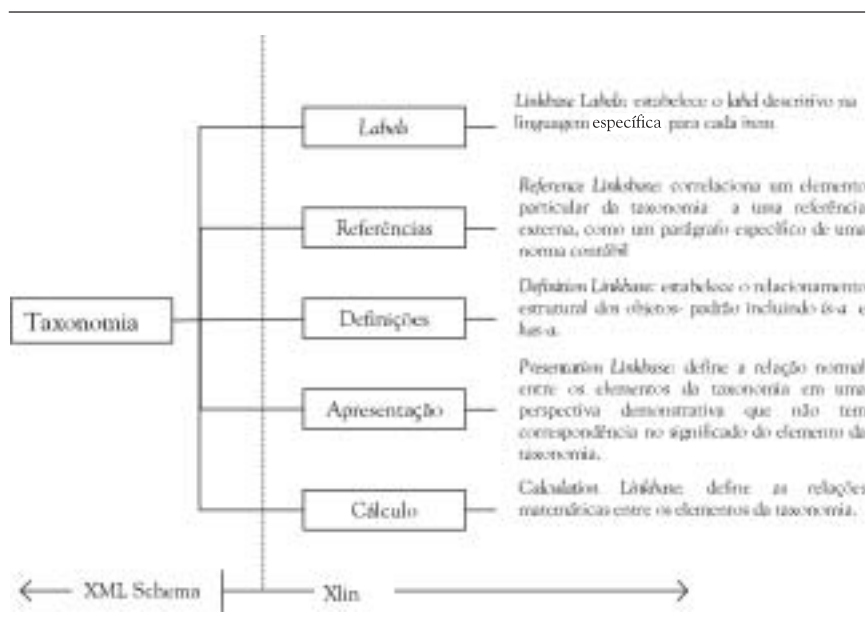 Labels
Linkbase Labels: estabelece o label descritivo na
linguagem específica para cada item
Referências
Reference Linksbase: correlaciona um elemento
particular da taxonomia a uma referência
externa, como um parágrafo específico de uma
norma contábil
Taxonomia
Definições
Definition Linkbase: estabelece o relacionamento
estrutural dos objetos- padrão incluindo is-a e
has-a.
Apresentação
Presentation Linkbase: define a relação normal
entre os elementos da taxonomia em uma
perspectiva demonstrativa que não tem
correspondência no significado do elemento da
taxonomia.
Cálculo
Calculation Linkbase: define as relações
matemáticas entre os elementos da taxonomia.
XML Schema
Xlin